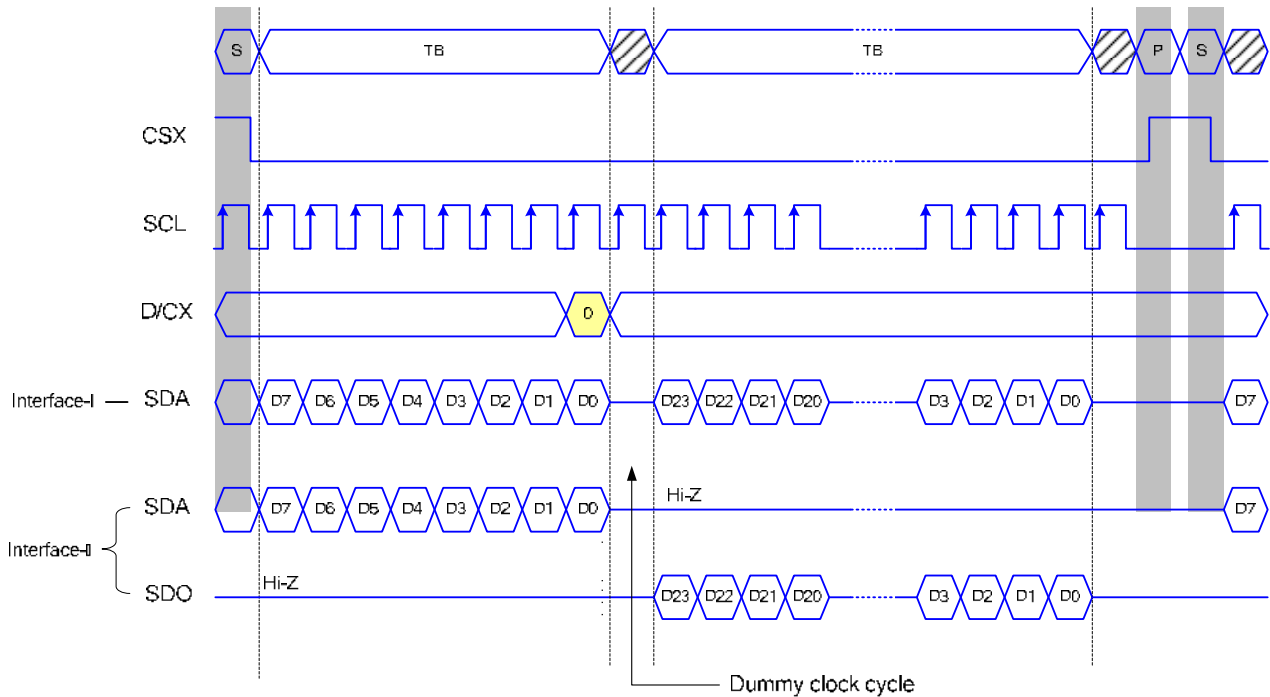 S TB TB P S
CSX
SCL
D/CX D
Interface-I SDA D7 D6 D5 D4 D3 D2 D1 D0 D23 D22 D21 D20 D3 D2 D1 D0 D7
Interface-II
SDA D7 D6 D5 D4 D3 D2 D1 D0 Hi-Z D7
SDO Hi-Z D23 D22 D21 D20 D3 D2 D1 D0
Dummy clock cycle